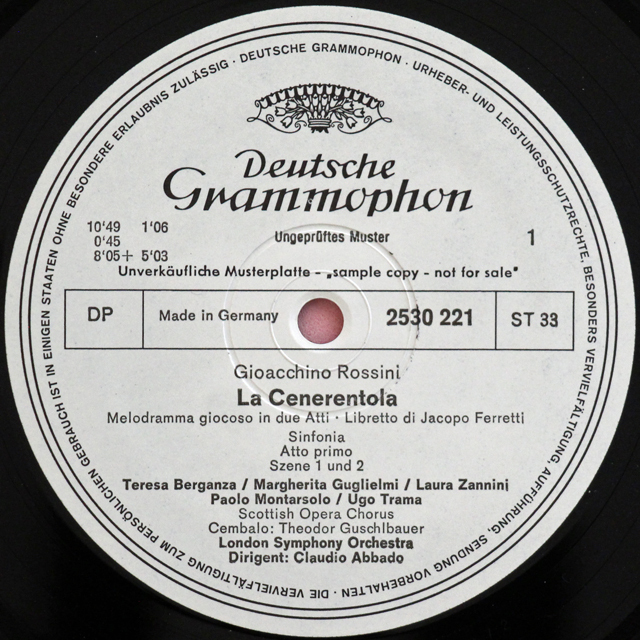 DEUTSCHE GRAMMOPHON · URHEBER- UND LEISTUNGSSCHUTZRECHTE, BESONDERS VERVIELFÄLTIGUNG, AUFFÜHRUNG, SENDUNG VORBEHALTEN · DIE VERVIELFÄLTIGUNG ZUM PERSÖNLICHEN GEBRAUCH IST IN EINIGEN STAATEN OHNE BESONDERE ERLAUBNIS ZULÄSSIG ·
Deutsche
Grammophon
10'49 1'06
0'45
8'05+ 5'03
Ungeprüftes Muster
1
Unverkäufliche Musterplatte - „sample copy - not for sale"
DP Made in Germany 2530 221 ST 33
Gioacchino Rossini
La Cenerentola
Melodramma giocoso in due Atti · Libretto di Jacopo Ferretti
Sinfonia
Atto primo
Szene 1 und 2
Teresa Berganza / Margherita Guglielmi / Laura Zannini
Paolo Montarsolo / Ugo Trama
Scottish Opera Chorus
Cembalo: Theodor Guschlbauer
London Symphony Orchestra
Dirigent: Claudio Abbado